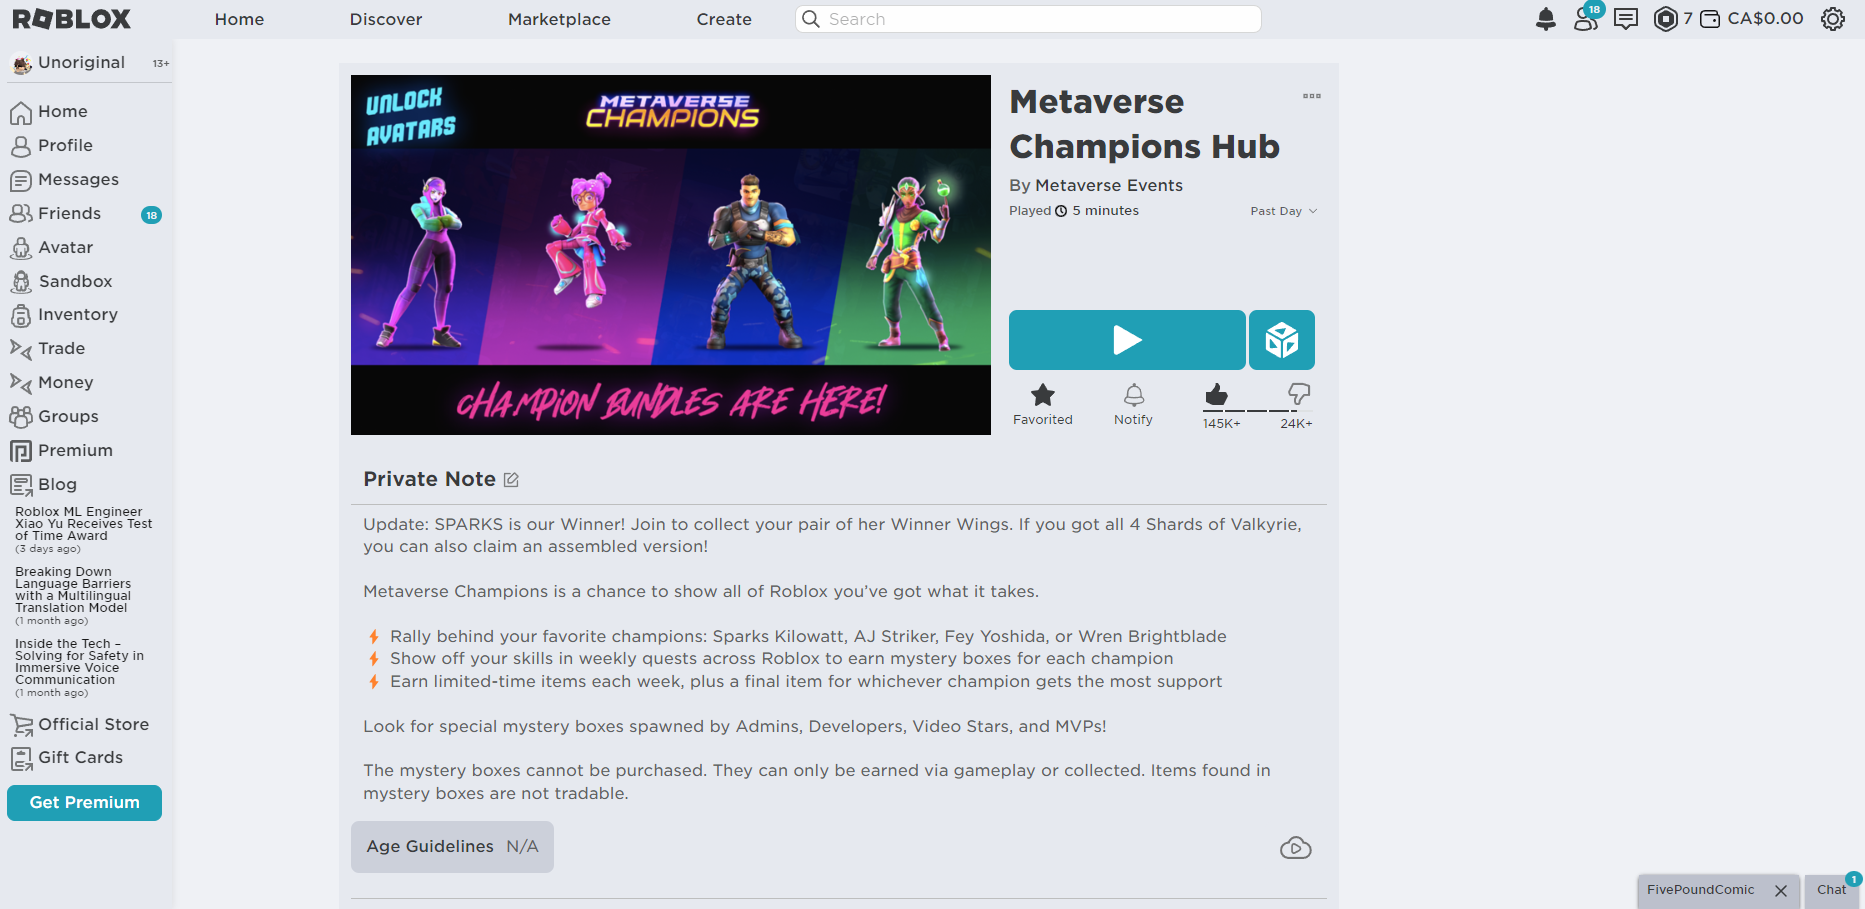 ROBLOX
Home
Discover
Marketplace
Create
Search
18
7
CA$0.00
Unoriginal
13+
Home
Profile
Messages
Friends
18
Avatar
Sandbox
Inventory
Trade
Money
Groups
Premium
Blog
Roblox ML Engineer
Xiao Yu Receives Test
of Time Award
(3 days ago)
Breaking Down
Language Barriers
with a Multilingual
Translation Model
(1 month ago)
Inside the Tech –
Solving for Safety in
Immersive Voice
Communication
(1 month ago)
Official Store
Gift Cards
Get Premium
UNLOCK
AVATARS
METAVERSE
CHAMPIONS
CHAMPION BUNDLES ARE HERE!
Metaverse
Champions Hub
By Metaverse Events
Played 5 minutes
Past Day
Favorited
Notify
145K+
24K+
Private Note
Update: SPARKS is our Winner! Join to collect your pair of her Winner Wings. If you got all 4 Shards of Valkyrie,
you can also claim an assembled version!
Metaverse Champions is a chance to show all of Roblox you’ve got what it takes.
Rally behind your favorite champions: Sparks Kilowatt, AJ Striker, Fey Yoshida, or Wren Brightblade
Show off your skills in weekly quests across Roblox to earn mystery boxes for each champion
Earn limited-time items each week, plus a final item for whichever champion gets the most support
Look for special mystery boxes spawned by Admins, Developers, Video Stars, and MVPs!
The mystery boxes cannot be purchased. They can only be earned via gameplay or collected. Items found in
mystery boxes are not tradable.
Age Guidelines N/A
FivePoundComic
Chat
1